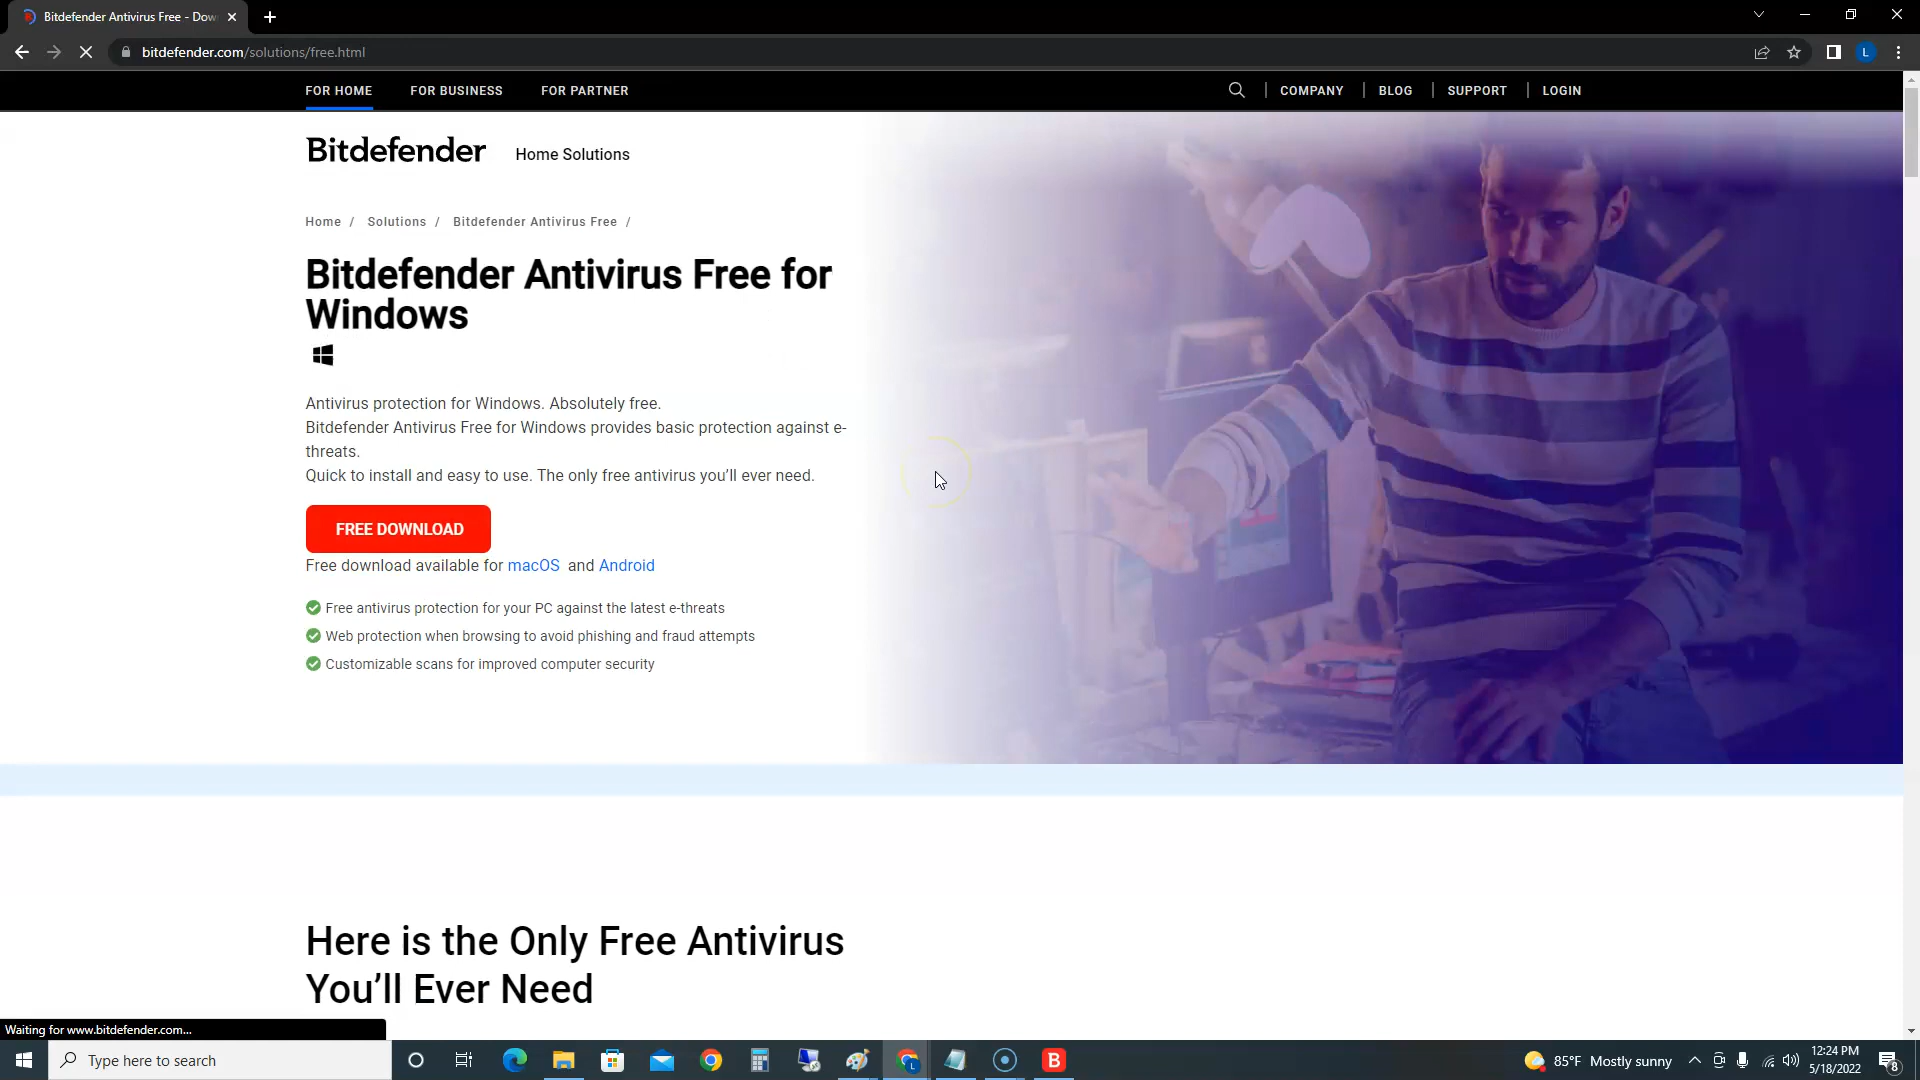 Bitdefender Antivirus Free - Dow
bitdefender.com/solutions/free.html
L
FOR HOME
FOR BUSINESS
FOR PARTNER
COMPANY
BLOG
SUPPORT
LOGIN
Bitdefender
Home Solutions
Home / Solutions / Bitdefender Antivirus Free /
Bitdefender Antivirus Free for
Windows
Antivirus protection for Windows. Absolutely free.
Bitdefender Antivirus Free for Windows provides basic protection against e-
threats.
Quick to install and easy to use. The only free antivirus you’ll ever need.
FREE DOWNLOAD
Free download available for macOS and Android
Free antivirus protection for your PC against the latest e-threats
Web protection when browsing to avoid phishing and fraud attempts
Customizable scans for improved computer security
Here is the Only Free Antivirus
You’ll Ever Need
Waiting for www.bitdefender.com...
Type here to search
L
B
85°F Mostly sunny
12:24 PM
5/18/2022
8